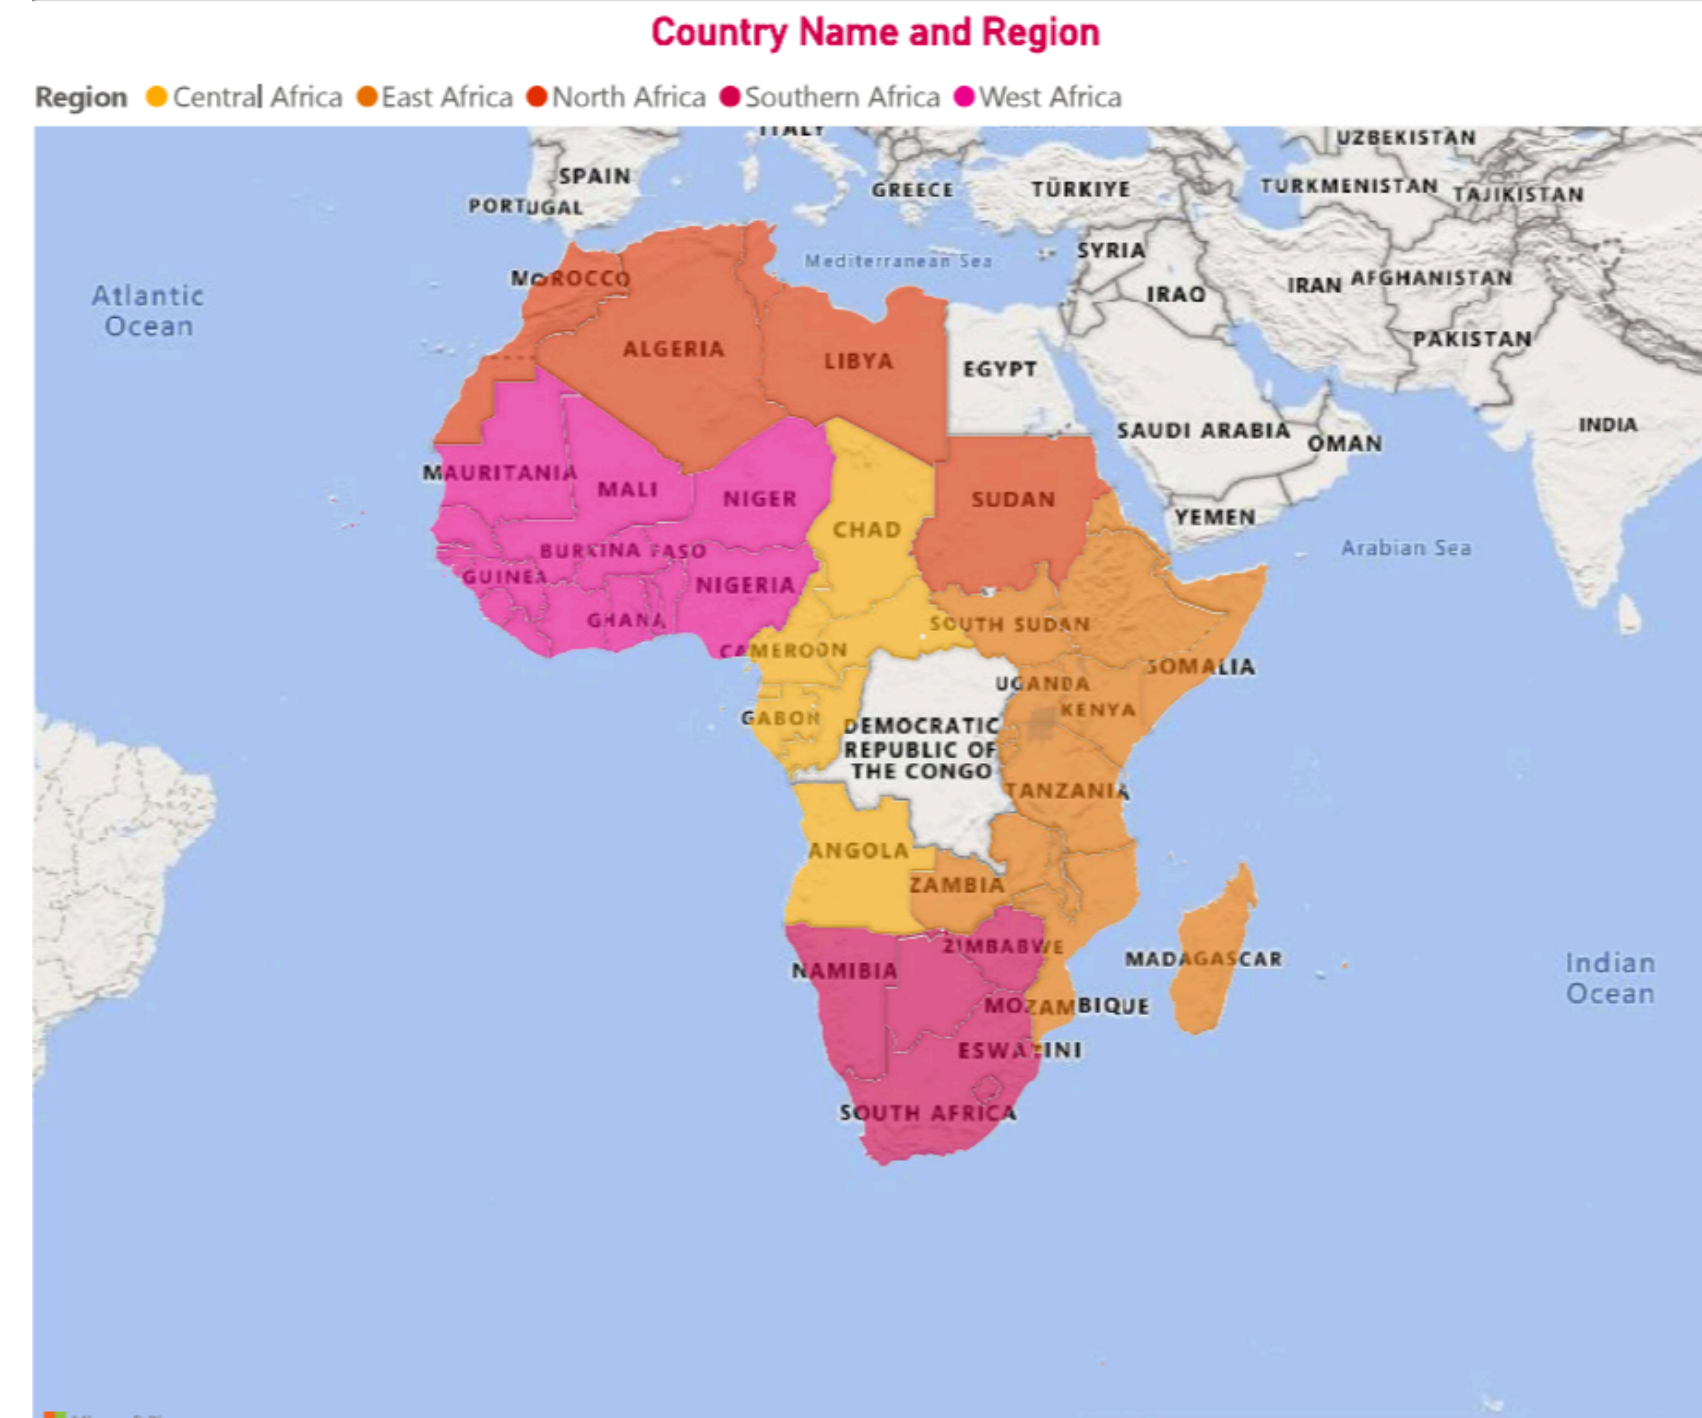 Country Name and Region
Region Central Africa East Africa North Africa Southern Africa West Africa
ITALY
UZBEKISTAN
SPAIN
GREECE
TÜRKIYE
TURKMENISTAN
TAJIKISTAN
PORTUGAL
SYRIA
Mediterranean Sea
MOROCCO
IRAQ
IRAN
AFGHANISTAN
Atlantic
Ocean
ALGERIA
LIBYA
EGYPT
PAKISTAN
SAUDI ARABIA
OMAN
INDIA
MAURITANIA
MALI
NIGER
SUDAN
YEMEN
CHAD
Arabian Sea
BURKINA FASO
GUINEA
NIGERIA
GHANA
SOUTH SUDAN
CAMEROON
SOMALIA
UGANDA
KENYA
GABON
DEMOCRATIC
REPUBLIC OF
THE CONGO
TANZANIA
ANGOLA
ZAMBIA
ZIMBABWE
NAMIBIA
MADAGASCAR
Indian
Ocean
MOZAMBIQUE
ESWATINI
SOUTH AFRICA